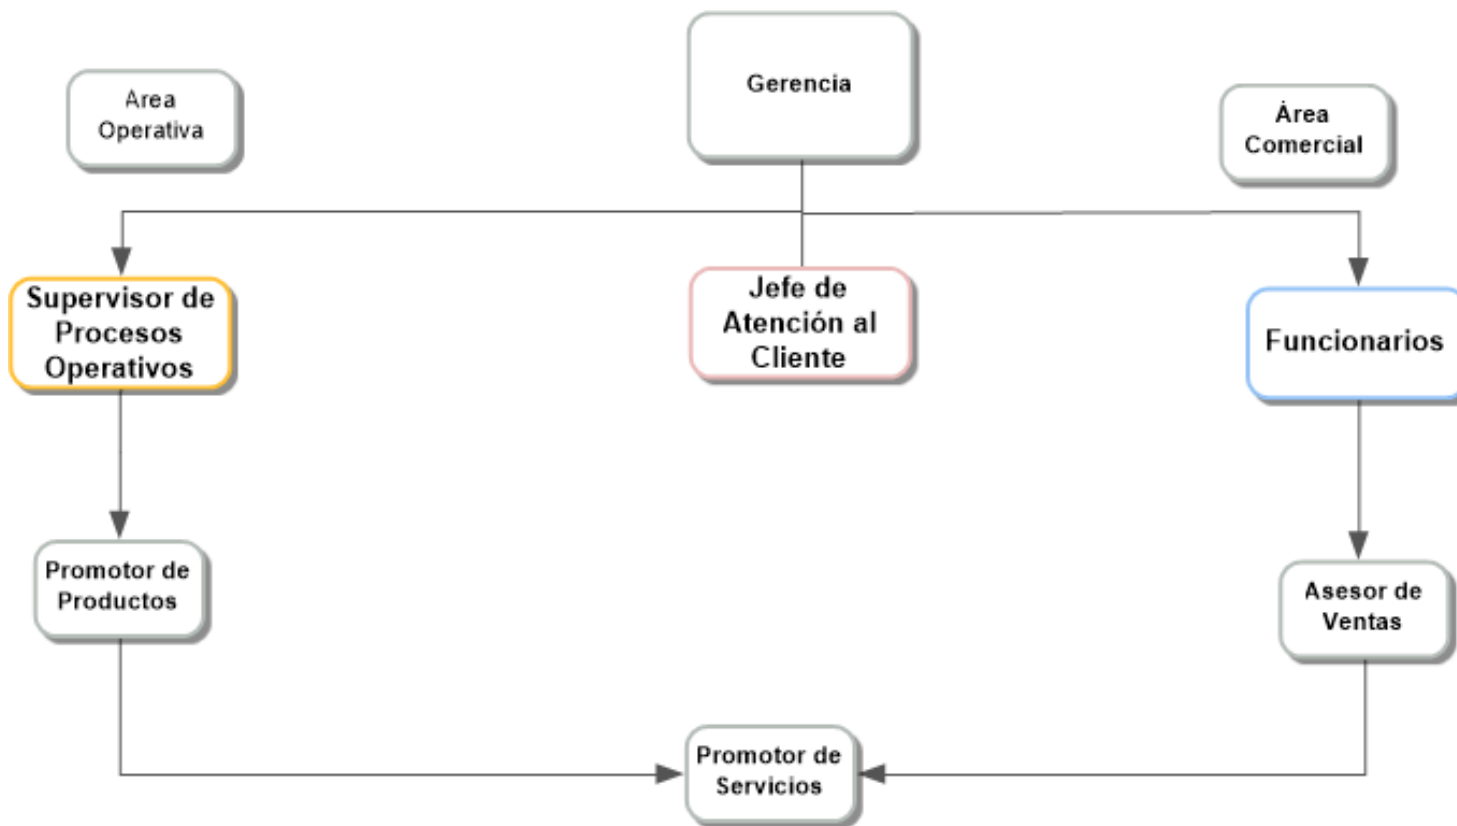 Area
Operativa
Gerencia
Área
Comercial
Supervisor de
Procesos
Operativos
Jefe de
Atención al
Cliente
Funcionarios
Promotor de
Productos
Asesor de
Ventas
Promotor de
Servicios